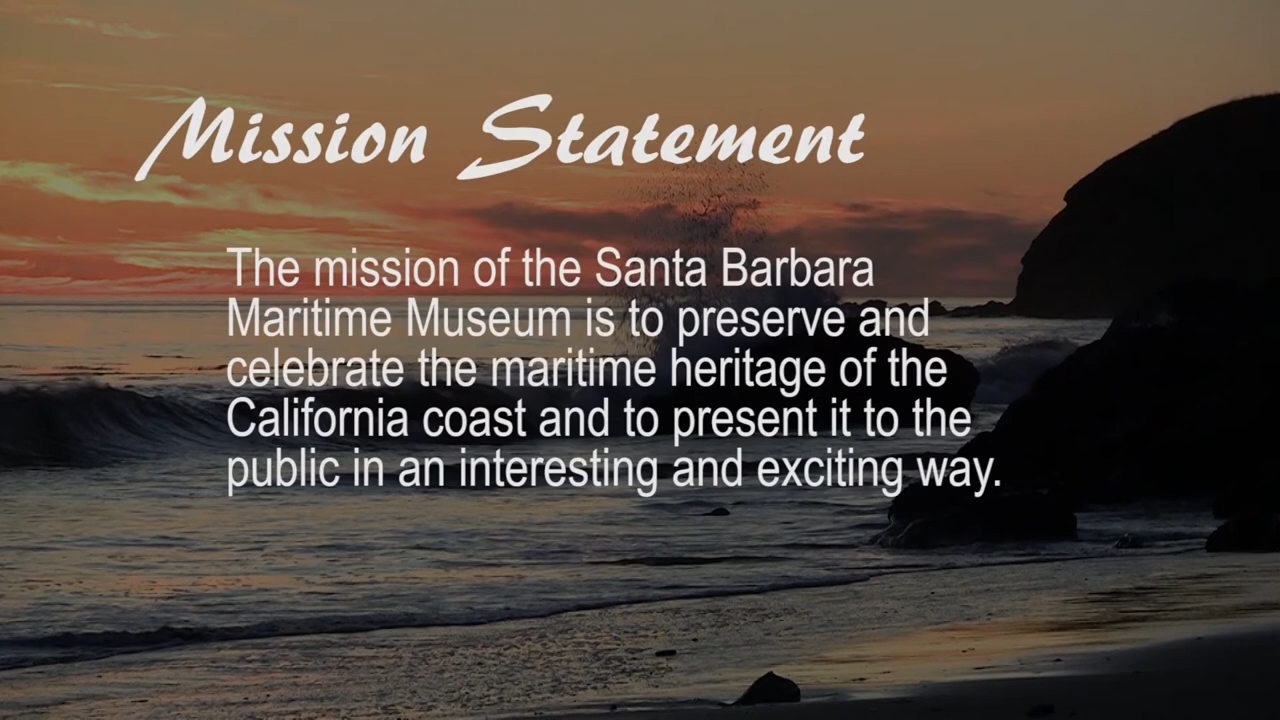 Mission Statement
The mission of the Santa Barbara
Maritime Museum is to preserve and
celebrate the maritime heritage of the
California coast and to present it to the
public in an interesting and exciting way.